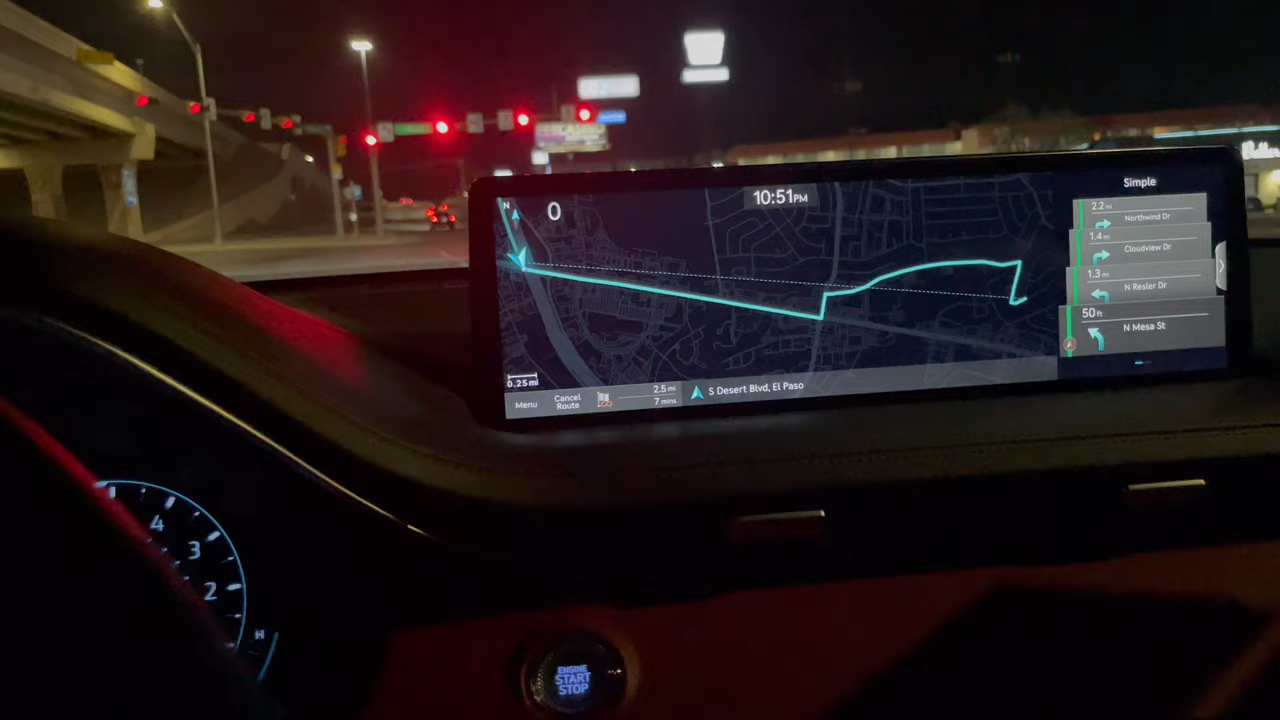 N
0
10:51PM
Simple
2.2 mi
Northwind Dr
1.4 mi
Cloudview Dr
1.3 mi
N Resler Dr
50 ft
N Mesa St
0.25 mi
Menu
Cancel
Route
2.5 mi
7 mins
S Desert Blvd, El Paso
4
3
2
H
ENGINE
START
STOP